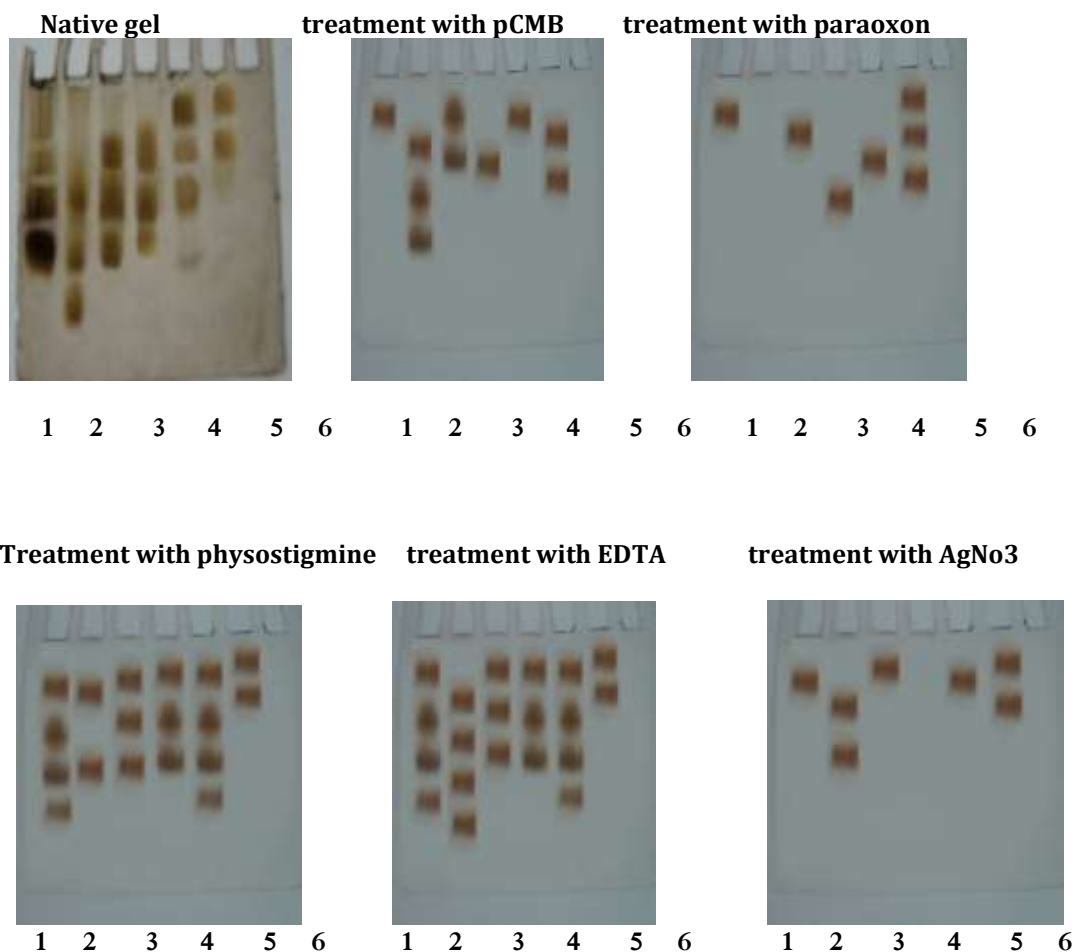 Native gel treatment with pCMB treatment with paraoxon
1 2 3 4 5 6 1 2 3 4 5 6 1 2 3 4 5 6
Treatment with physostigmine treatment with EDTA treatment with AgNo3
1 2 3 4 5 6 1 2 3 4 5 6 1 2 3 4 5 6